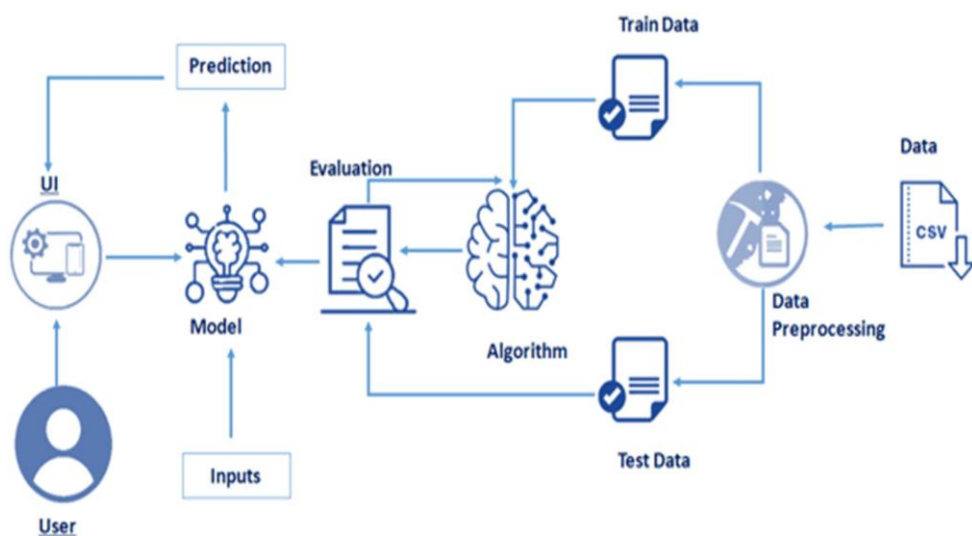 Train Data
Prediction
Data
Evaluation
UI
CSV
Model
Data
Preprocessing
Algorithm
Test Data
Inputs
User